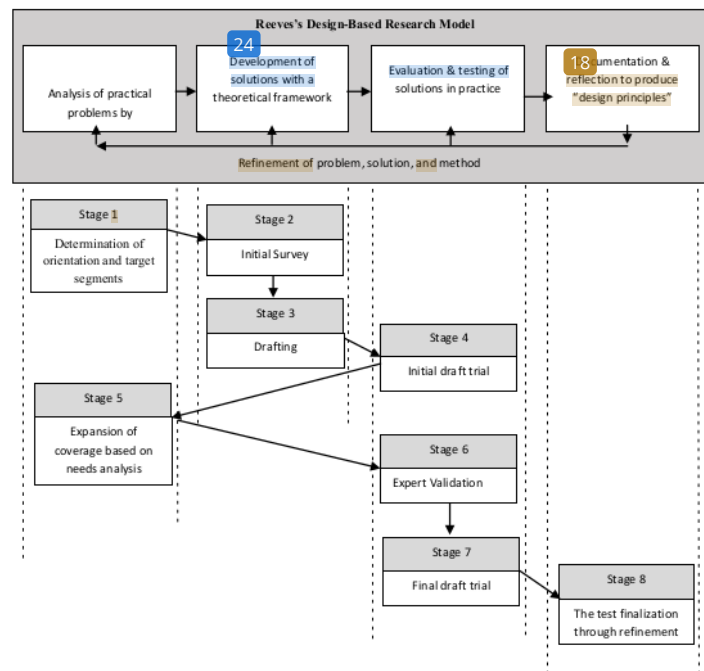 Reeves's Design-Based Research Model
24
18
Analysis of practical
problems by
Development of
solutions with a
theoretical framework
Evaluation & testing of
solutions in practice
cumentation &
reflection to produce
"design principles"
Refinement of problem, solution, and method
Stage 1
Determination of
orientation and target
segments
Stage 2
Initial Survey
Stage 3
Drafting
Stage 4
Initial draft trial
Stage 5
Expansion of
coverage based on
needs analysis
Stage 6
Expert Validation
Stage 7
Final draft trial
Stage 8
The test finalization
through refinement